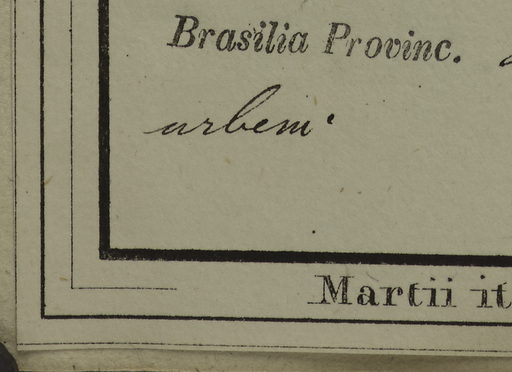 Brasilia Provinc.
urbem
Martii it